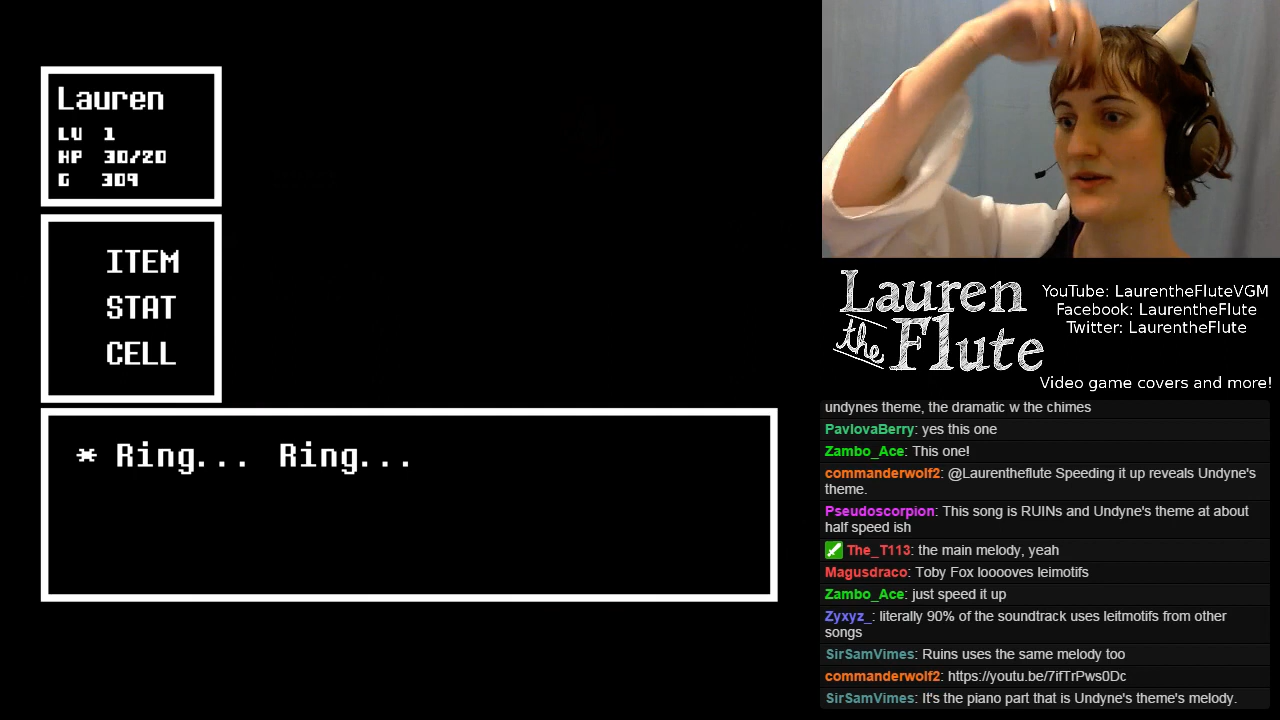 Lauren
LV 1
HP 30/20
G 309
ITEM
STAT
CELL
* Ring... Ring...
Lauren
the Flute
YouTube: LaurentheFluteVGM
Facebook: LaurentheFlute
Twitter: LaurentheFlute
Video game covers and more!
undynes theme, the dramatic w the chimes
PavlovaBerry: yes this one
Zambo_Ace: This one!
commanderwolf2: @Laurentheflute Speeding it up reveals Undyne's
theme.
Pseudoscorpion: This song is RUINs and Undyne's theme at about
half speed ish
The_T113: the main melody, yeah
Magusdraco: Toby Fox looooves leimotifs
Zambo_Ace: just speed it up
Zyxyz_: literally 90% of the soundtrack uses leitmotifs from other
songs
SirSamVimes: Ruins uses the same melody too
commanderwolf2: https://youtu.be/7ifTrPws0Dc
SirSamVimes: It's the piano part that is Undyne's theme's melody.